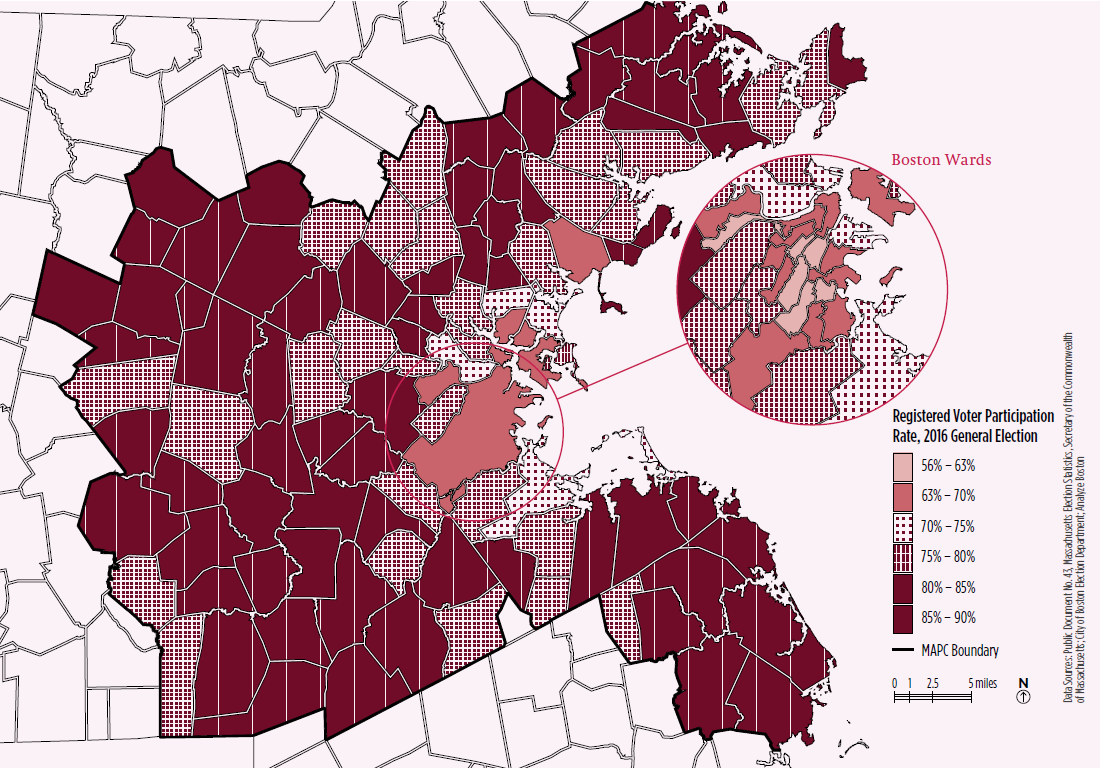 Boston Wards
Registered Voter Participation
Rate, 2016 General Election
56% – 63%
63% – 70%
70% – 75%
75% – 80%
80% – 85%
85% – 90%
MAPC Boundary
0 1 2.5 5 miles
N
Data Sources: Public Document No. 43, Massachusetts Election Statistics, Secretary of the Commonwealth
of Massachusetts; City of Boston Election Department; Analyze Boston